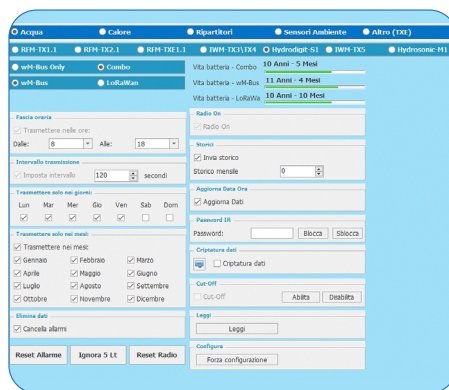 Acqua Calore Ripartitori Sensori Ambiente Altro (TXE)
RFM-TX1.1 RFM-TX2.1 RFM-TXE1.1 IWM-TX3\TX4 Hydrodigit-S1 IWM-TX5 Hydrosonic-M1
wM-Bus Only Combo
wM-Bus LoRaWan
Vita batteria - Combo 10 Anni - 5 Mesi
Vita batteria - wM-Bus 11 Anni - 4 Mesi
Vita batteria - LoRaWa 10 Anni - 10 Mesi
Fascia oraria
Trasmettere nelle ore:
Dalle: 8 Alle: 18
Intervallo trasmissione
Imposta intervallo 120 secondi
Trasmettere solo nei giorni:
Lun Mar Mer Gio Ven Sab Dom
Trasmettere solo nei mesi:
Trasmettere nei mesi:
Gennaio Febbraio Marzo
Aprile Maggio Giugno
Luglio Agosto Settembre
Ottobre Novembre Dicembre
Elimina dati
Cancella allarmi
Reset Allarme Ignora 5 Lt Reset Radio
Radio On
Radio On
Storici
Invia storico
Storico mensile 0
Aggiorna Data Ora
Aggiorna Dati
Password IR
Password: Blocca Sblocca
Criptatura dati
Criptatura dati
Cut-Off
Cut-Off Abilita Disabilita
Leggi
Leggi
Configura
Forza configurazione